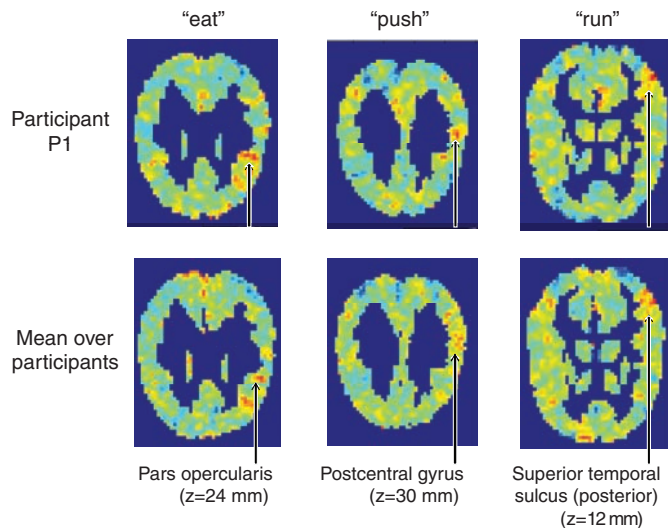 “eat” “push” “run”
Participant
P1
Mean over
participants
Pars opercularis
(z=24 mm)
Postcentral gyrus
(z=30 mm)
Superior temporal
sulcus (posterior)
(z=12 mm)